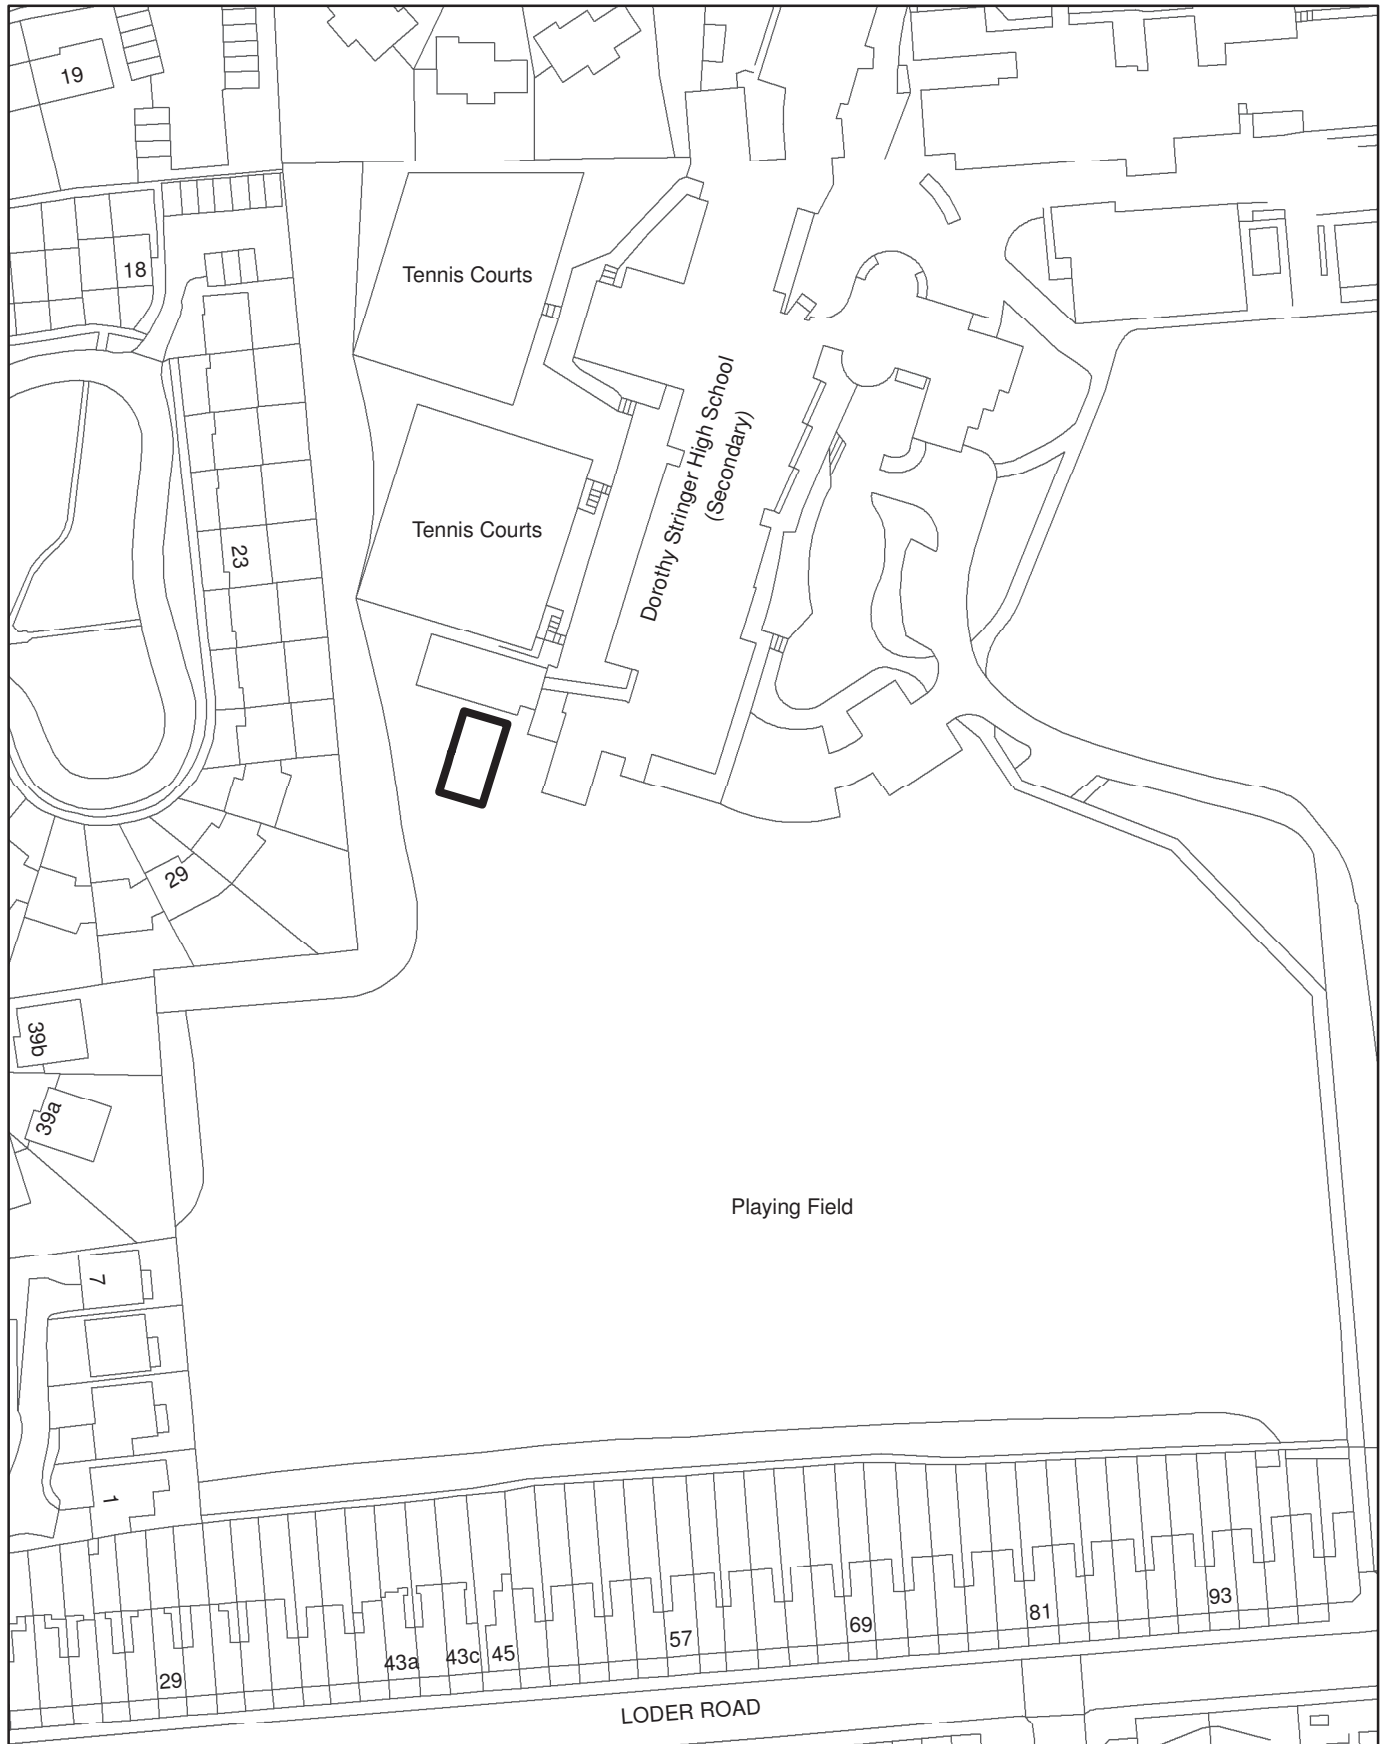 19
18
Tennis Courts
Dorothy Stringer High School
(Secondary)
Tennis Courts
23
29
39b
39a
Playing Field
7
1
93
81
69
57
45
43c
43a
29
LODER ROAD